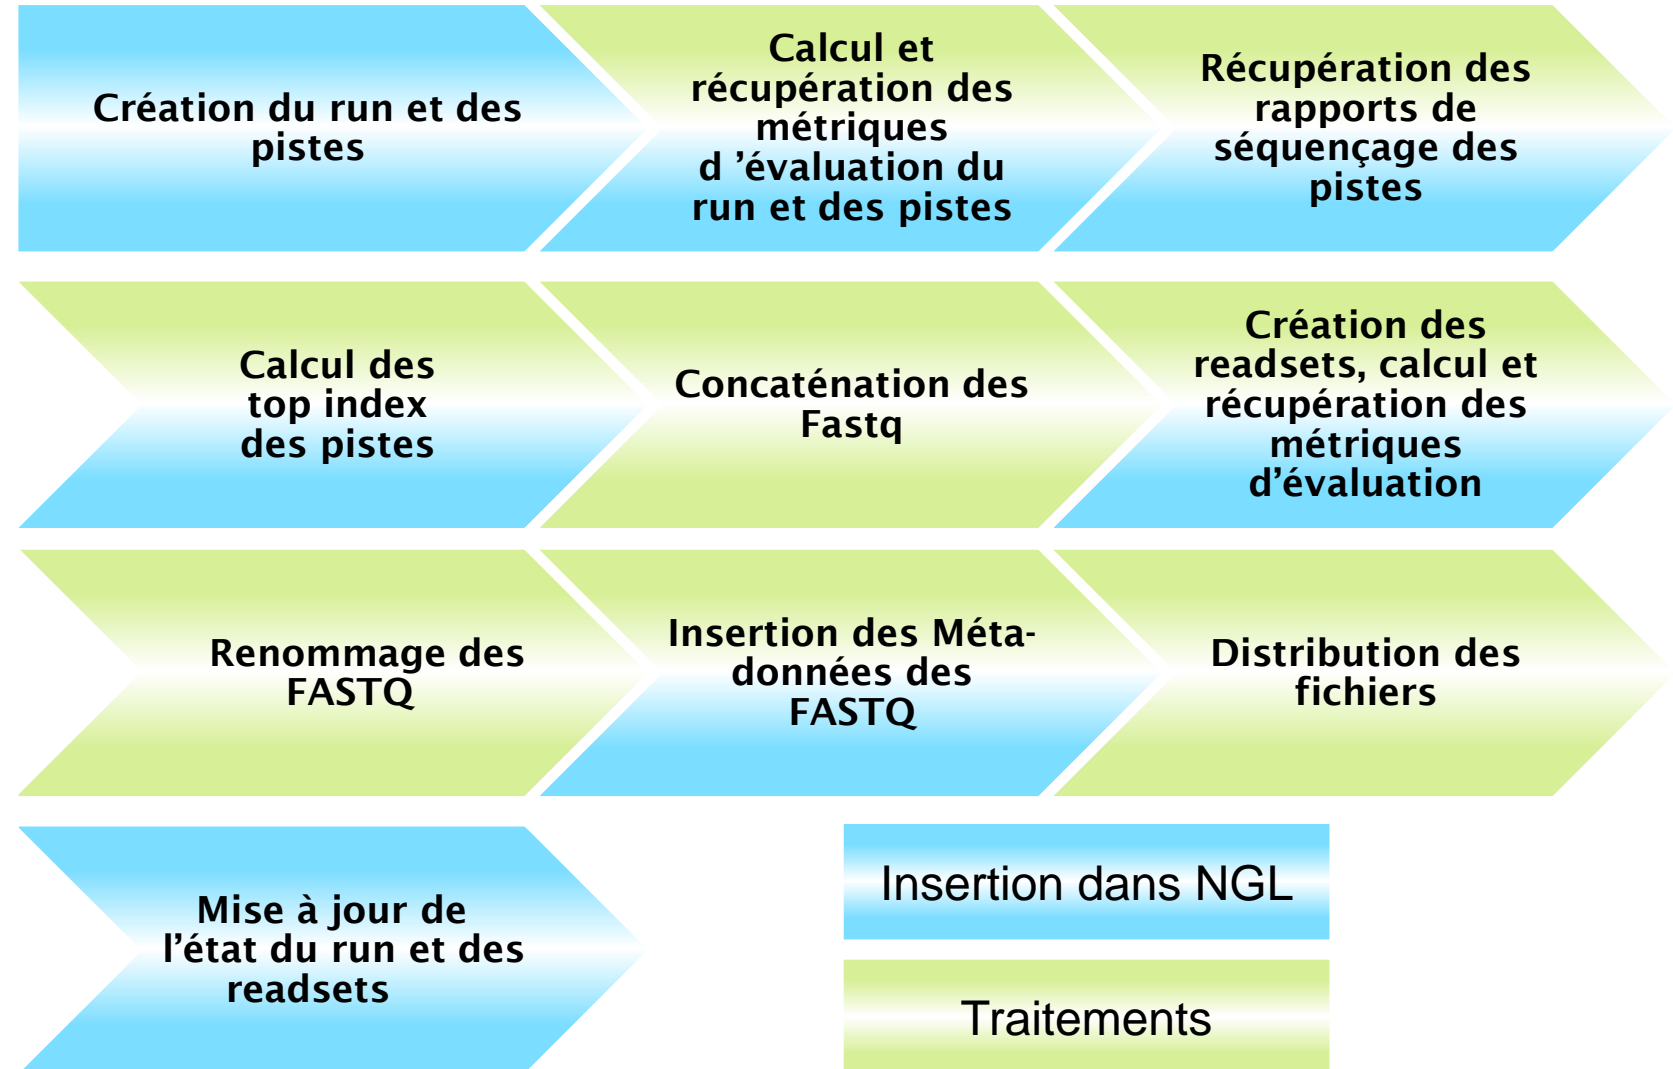 Création du run et des
pistes
Calcul et
récupération des
métriques
d ’évaluation du
run et des pistes
Récupération des
rapports de
séquençage des
pistes
Calcul des
top index
des pistes
Concaténation des
Fastq
Création des
readsets, calcul et
récupération des
métriques
d’évaluation
Renommage des
FASTQ
Insertion des Méta-
données des
FASTQ
Distribution des
fichiers
Mise à jour de
l’état du run et des
readsets
Insertion dans NGL
Traitements